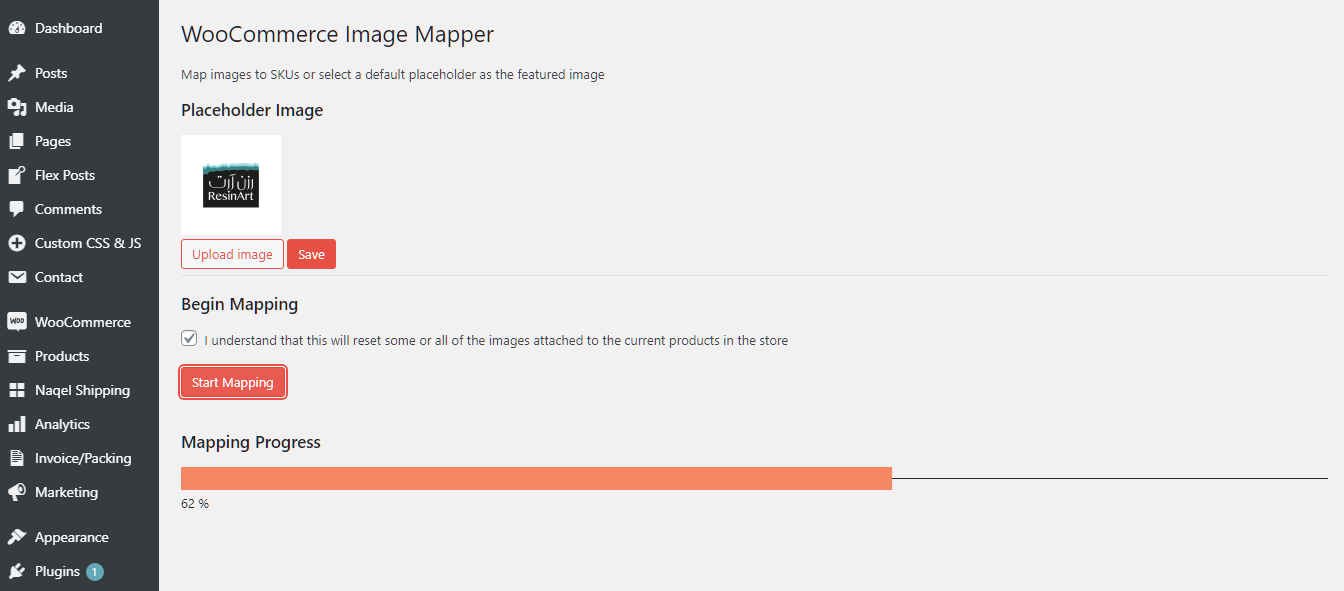 Dashboard
Posts
Media
Pages
Flex Posts
Comments
Custom CSS & JS
Contact
WOO
WooCommerce
Products
Naqel Shipping
Analytics
Invoice/Packing
Marketing
Appearance
Plugins 1
WooCommerce Image Mapper
Map images to SKUs or select a default placeholder as the featured image
Placeholder Image
رزن آرت
ResinArt
Upload image Save
Begin Mapping
I understand that this will reset some or all of the images attached to the current products in the store
Start Mapping
Mapping Progress
62 %